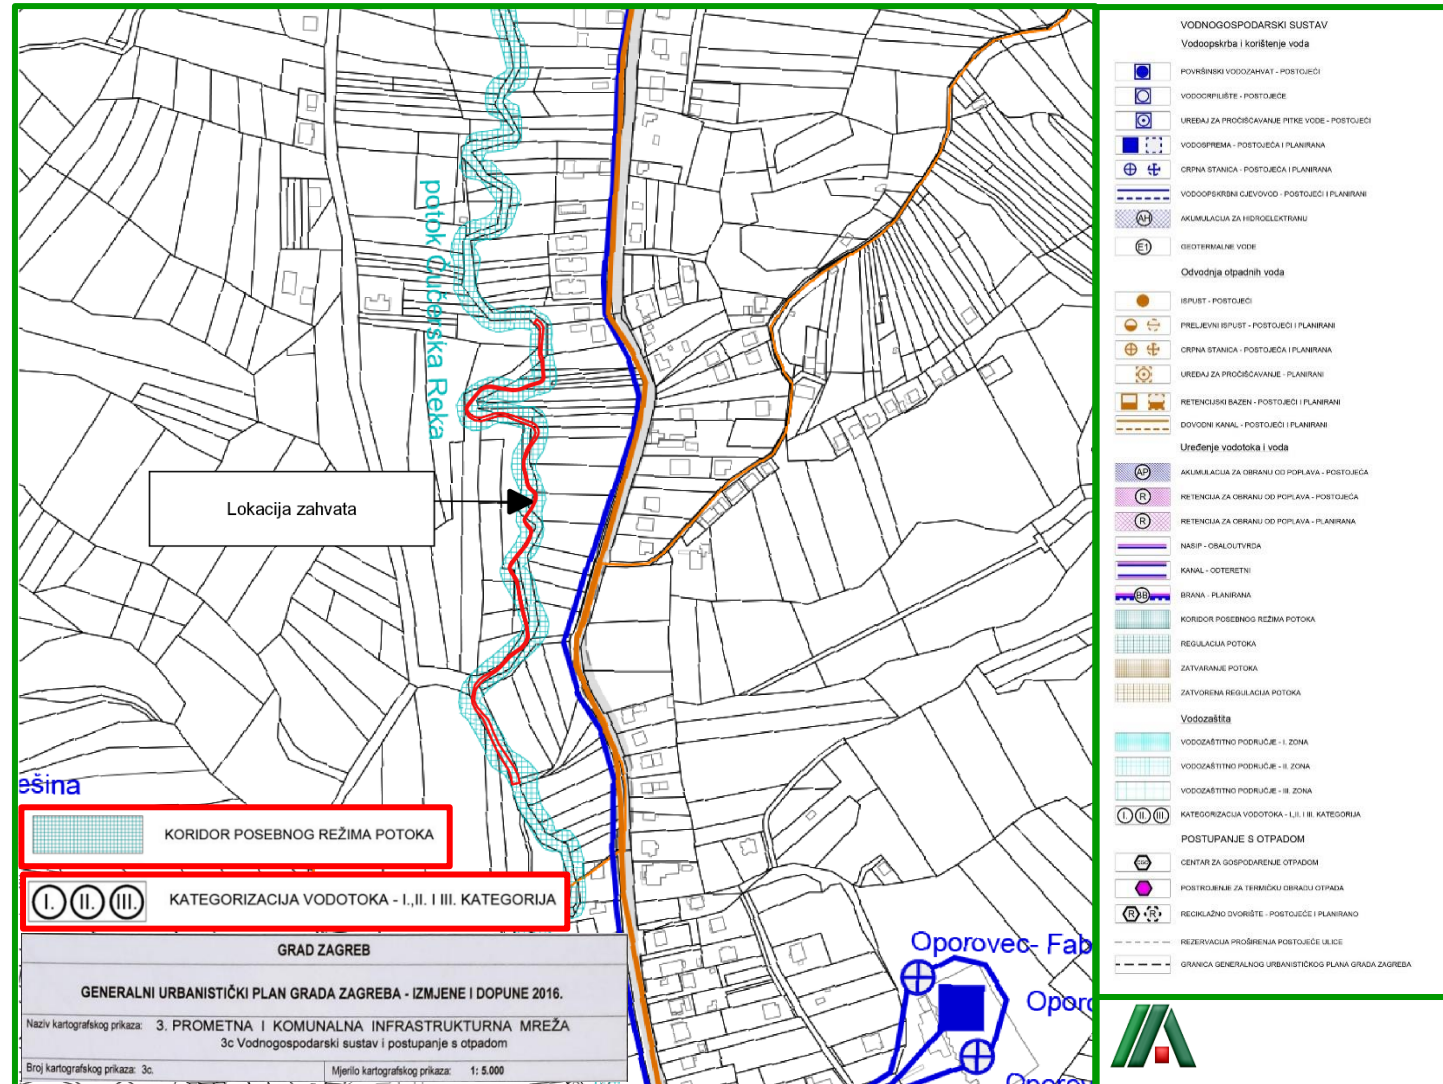 potok Čučerska Reka
Lokacija zahvata
ešina
KORIDOR POSEBNOG REŽIMA POTOKA
I. II. III. KATEGORIZACIJA VODOTOKA - I.,II. I III. KATEGORIJA
GRAD ZAGREB
GENERALNI URBANISTIČKI PLAN GRADA ZAGREBA - IZMJENE I DOPUNE 2016.
Naziv kartografskog prikaza: 3. PROMETNA I KOMUNALNA INFRASTRUKTURNA MREŽA
3c Vodnogospodarski sustav i postupanje s otpadom
Broj kartografskog prikaza: 3c.
Mjerilo kartografskog prikaza: 1: 5.000
Oporovec- Fab
Oporo
Oporov
VODNOGOSPODARSKI SUSTAV
Vodoopskrba i korištenje voda
POVRŠINSKI VODOZAHVAT - POSTOJEĆI
VODOCRPILIŠTE - POSTOJEĆE
UREĐAJ ZA PROČIŠĆAVANJE PITKE VODE - POSTOJEĆI
VODOSPREMA - POSTOJEĆA I PLANIRANA
CRPNA STANICA - POSTOJEĆA I PLANIRANA
VODOOPSKRBNI CJEVOVOD - POSTOJEĆI I PLANIRANI
AH AKUMULACIJA ZA HIDROELEKTRANU
E1 GEOTERMALNE VODE
Odvodnja otpadnih voda
ISPUST - POSTOJEĆI
PRELJEVNI ISPUST - POSTOJEĆI I PLANIRANI
CRPNA STANICA - POSTOJEĆA I PLANIRANA
UREĐAJ ZA PROČIŠĆAVANJE - PLANIRANI
RETENCIJSKI BAZEN - POSTOJEĆI I PLANIRANI
DOVODNI KANAL - POSTOJEĆI I PLANIRANI
Uređenje vodotoka i voda
AP AKUMULACIJA ZA OBRANU OD POPLAVA - POSTOJEĆA
R RETENCIJA ZA OBRANU OD POPLAVA - POSTOJEĆA
R RETENCIJA ZA OBRANU OD POPLAVA - PLANIRANA
NASIP - OBALOUTVRDA
KANAL - ODTERETNI
BB BRANA - PLANIRANA
KORIDOR POSEBNOG REŽIMA POTOKA
REGULACIJA POTOKA
ZATVARANJE POTOKA
ZATVORENA REGULACIJA POTOKA
Vodozaštita
VODOZAŠTITNO PODRUČJE - I. ZONA
VODOZAŠTITNO PODRUČJE - II. ZONA
VODOZAŠTITNO PODRUČJE - III. ZONA
I. II. III. KATEGORIZACIJA VODOTOKA - I.,II. I III. KATEGORIJA
POSTUPANJE S OTPADOM
CGO CENTAR ZA GOSPODARENJE OTPADOM
POSTROJENJE ZA TERMIČKU OBRADU OTPADA
R R RECIKLAŽNO DVORIŠTE - POSTOJEĆE I PLANIRANO
REZERVACIJA PROŠIRENJA POSTOJEĆE ULICE
GRANICA GENERALNOG URBANISTIČKOG PLANA GRADA ZAGREBA